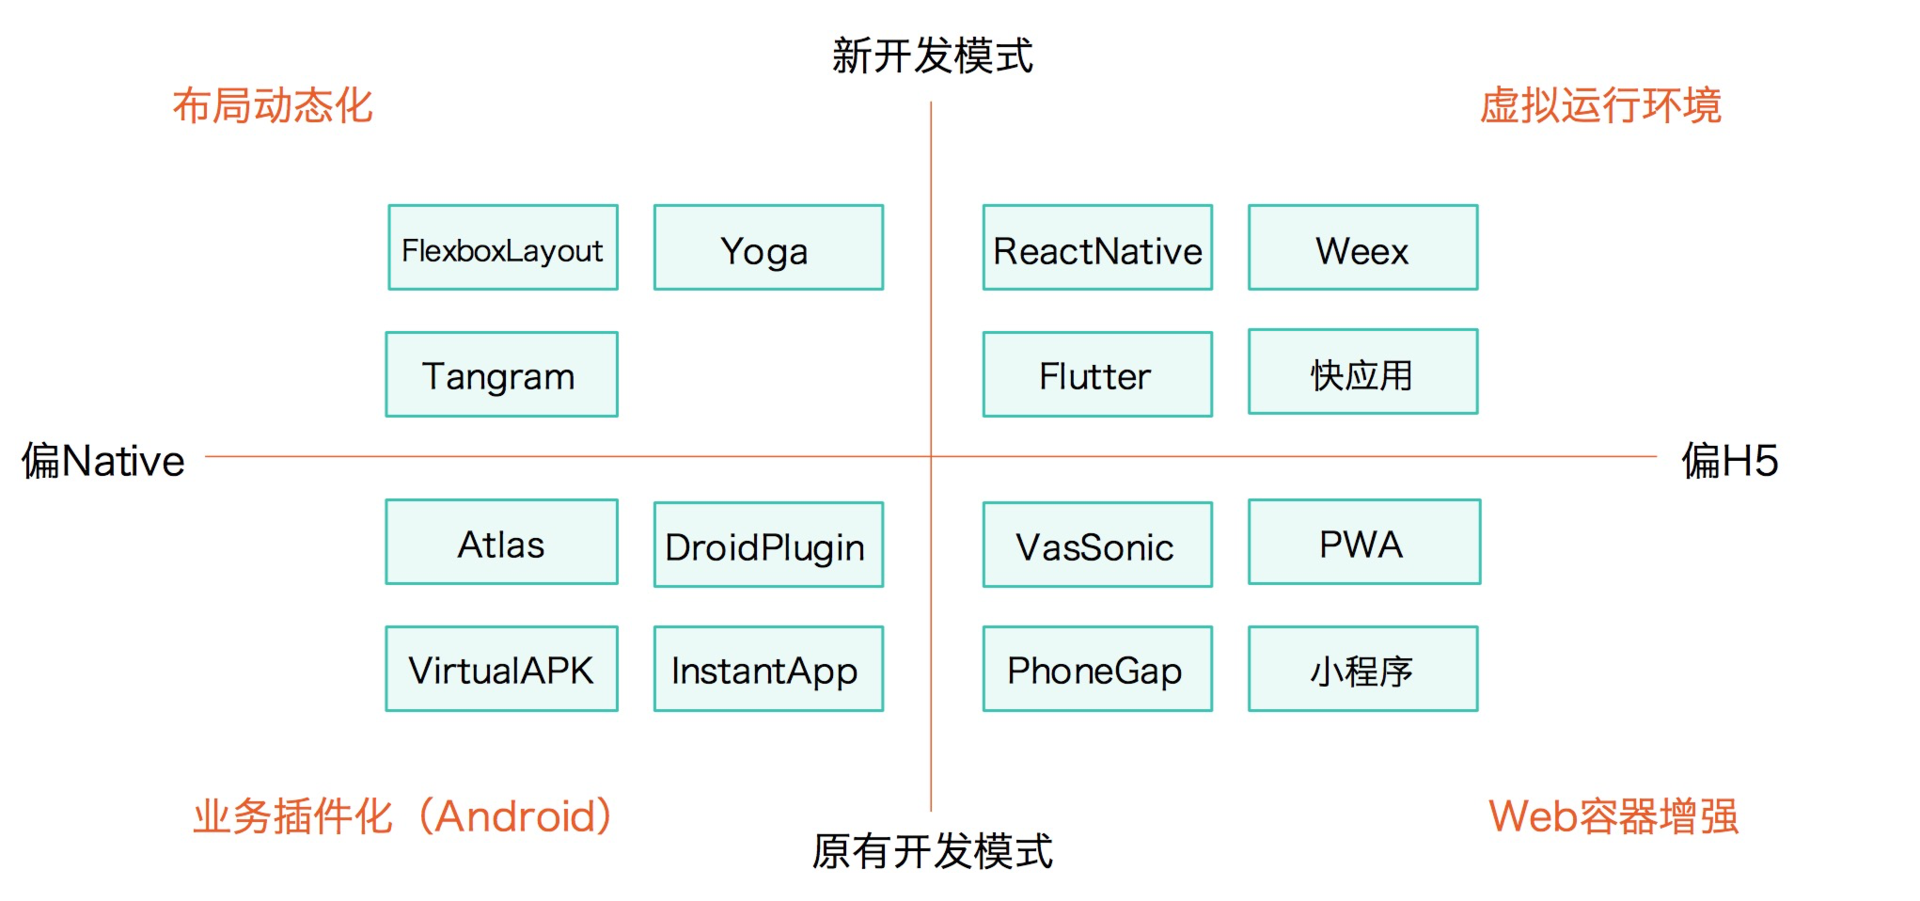 新开发模式
布局动态化
虚拟运行环境
FlexboxLayout
Yoga
ReactNative
Weex
Tangram
Flutter
快应用
偏Native
偏H5
Atlas
DroidPlugin
VasSonic
PWA
VirtualAPK
InstantApp
PhoneGap
小程序
业务插件化（Android）
Web容器增强
原有开发模式